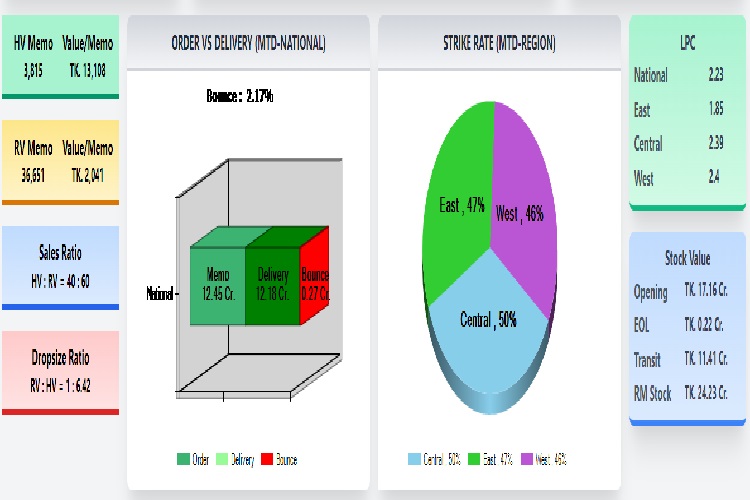 HV Memo Value/Memo
3,815 TK. 13,108
RV Memo Value/Memo
36,651 TK. 2,041
Sales Ratio
HV : RV = 40 : 60
Dropsize Ratio
RV : HV = 1 : 6.42
ORDER VS DELIVERY (MTD-NATIONAL)
Bounce : 2.17%
National
Memo
12.45 Cr.
Delivery
12.18 Cr.
Bounce
0.27 Cr.
Order Delivery Bounce
STRIKE RATE (MTD-REGION)
East , 47%
West , 46%
Central , 50%
Central 50% East 47% West 46%
LPC
National 2.23
East 1.85
Central 2.39
West 2.4
Stock Value
Opening TK. 17.16 Cr.
EOL TK. 0.22 Cr.
Transit TK. 11.41 Cr.
RM Stock TK. 24.23 Cr.